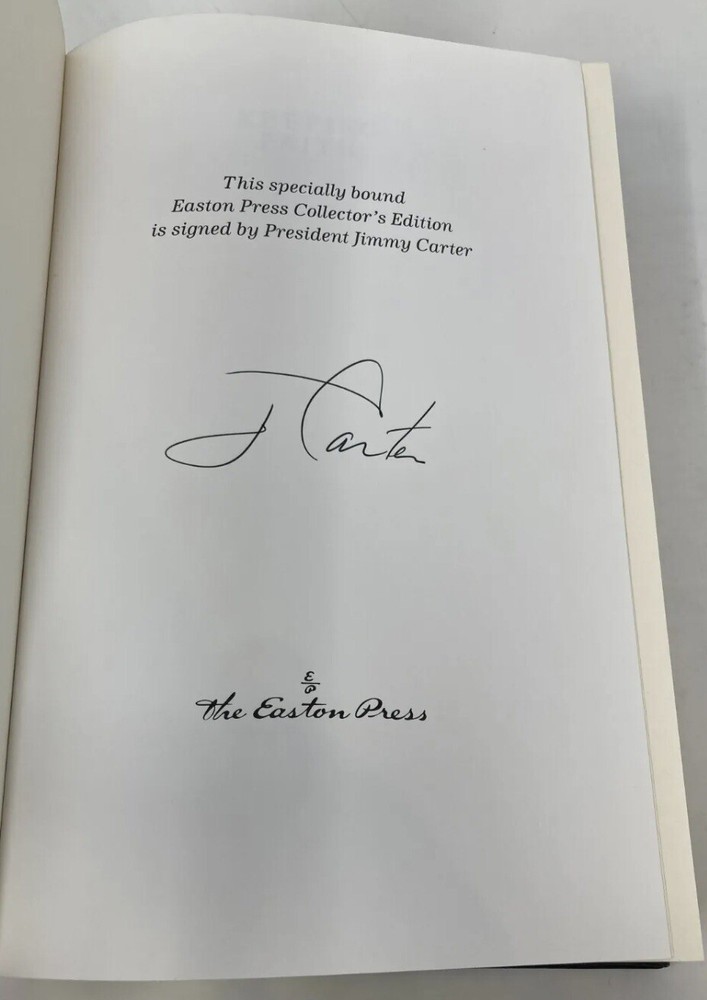 This specially bound
Easton Press Collector's Edition
is signed by President Jimmy Carter
J Carter
E/P
The Easton Press